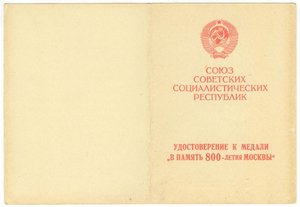 СОЮЗ
СОВЕТСКИХ
СОЦИАЛИСТИЧЕСКИХ
РЕСПУБЛИК
УДОСТОВЕРЕНИЕ К МЕДАЛИ
„В ПАМЯТЬ 800-ЛЕТИЯ МОСКВЫ“